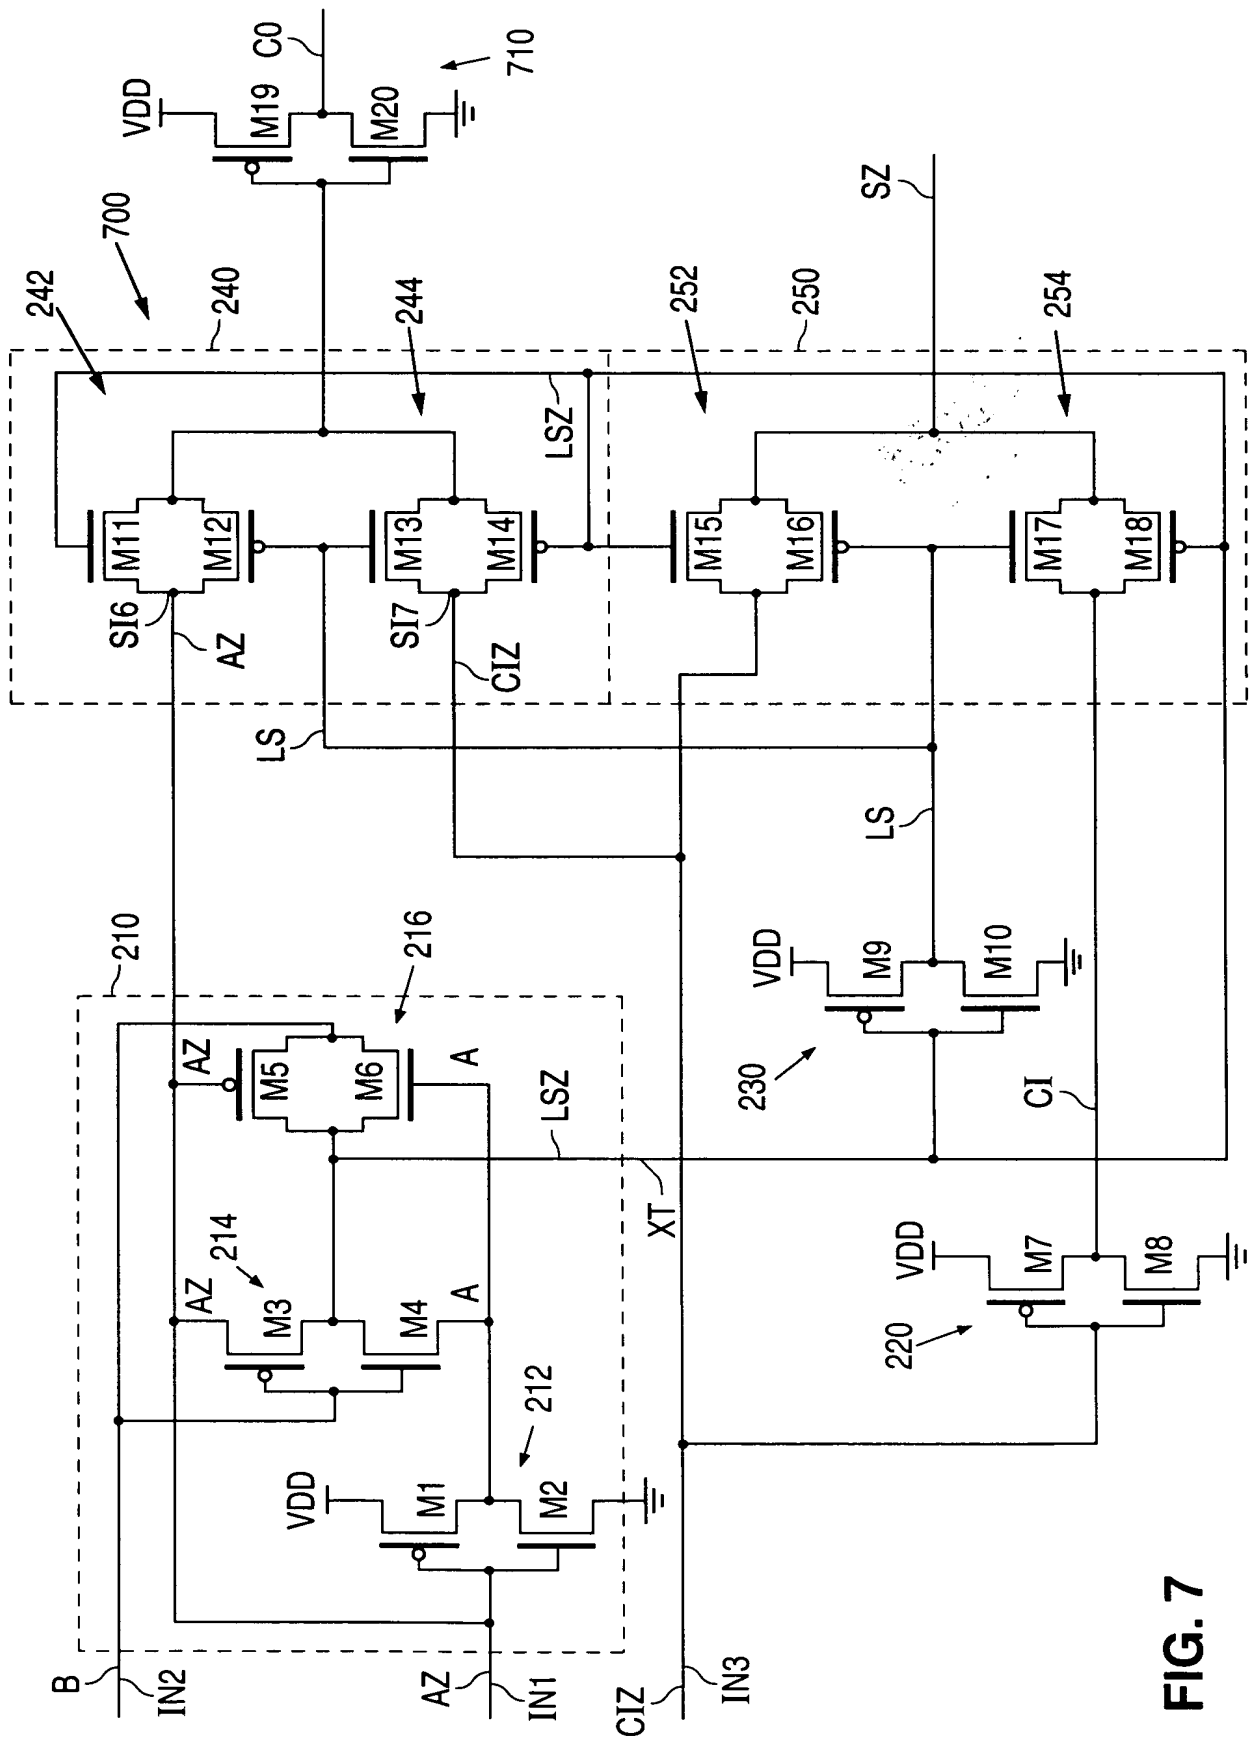 B
IN2
AZ
IN1
CIZ
IN3
210
VDD
M1
M2
212
AZ
214
M3
M4
A
AZ
M5
M6
A
216
LSZ
XT
VDD
M7
M8
220
CI
VDD
M9
M10
230
LS
LS
AZ
SI6
M11
M12
SI7
CIZ
M13
M14
LSZ
M15
M16
M17
M18
242
244
240
700
252
250
254
VDD
M19
M20
CO
710
SZ
FIG. 7